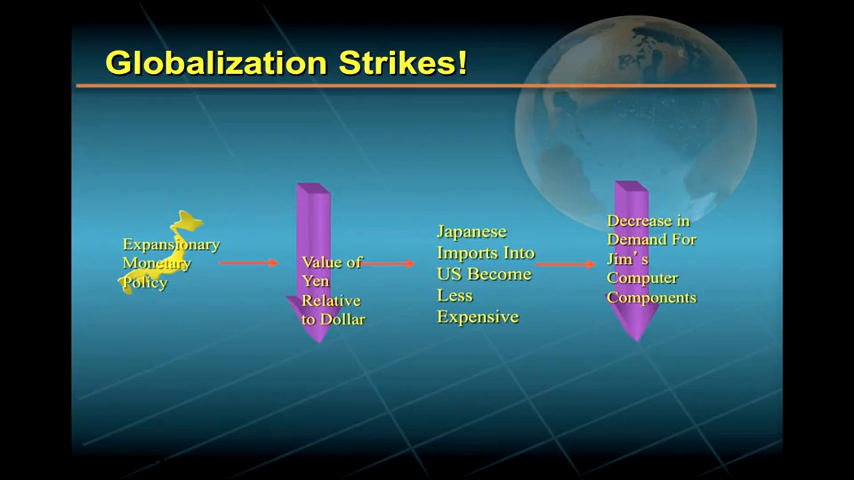 Globalization Strikes!
Expansionary
Monetary
Policy
Value of
Yen
Relative
to Dollar
Japanese
Imports Into
US Become
Less
Expensive
Decrease in
Demand For
Jim’s
Computer
Components